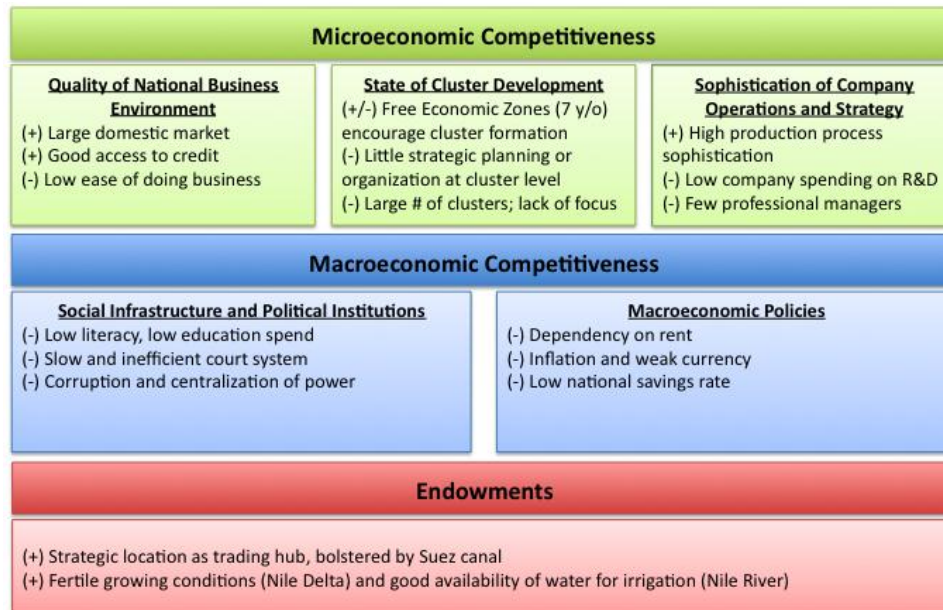 Microeconomic Competitiveness
Quality of National Business
Environment
(+) Large domestic market
(+) Good access to credit
(-) Low ease of doing business
State of Cluster Development
(+/-) Free Economic Zones (7 y/o)
encourage cluster formation
(-) Little strategic planning or
organization at cluster level
(-) Large # of clusters; lack of focus
Sophistication of Company
Operations and Strategy
(+) High production process
sophistication
(-) Low company spending on R&D
(-) Few professional managers
Macroeconomic Competitiveness
Social Infrastructure and Political Institutions
(-) Low literacy, low education spend
(-) Slow and inefficient court system
(-) Corruption and centralization of power
Macroeconomic Policies
(-) Dependency on rent
(-) Inflation and weak currency
(-) Low national savings rate
Endowments
(+) Strategic location as trading hub, bolstered by Suez canal
(+) Fertile growing conditions (Nile Delta) and good availability of water for irrigation (Nile River)